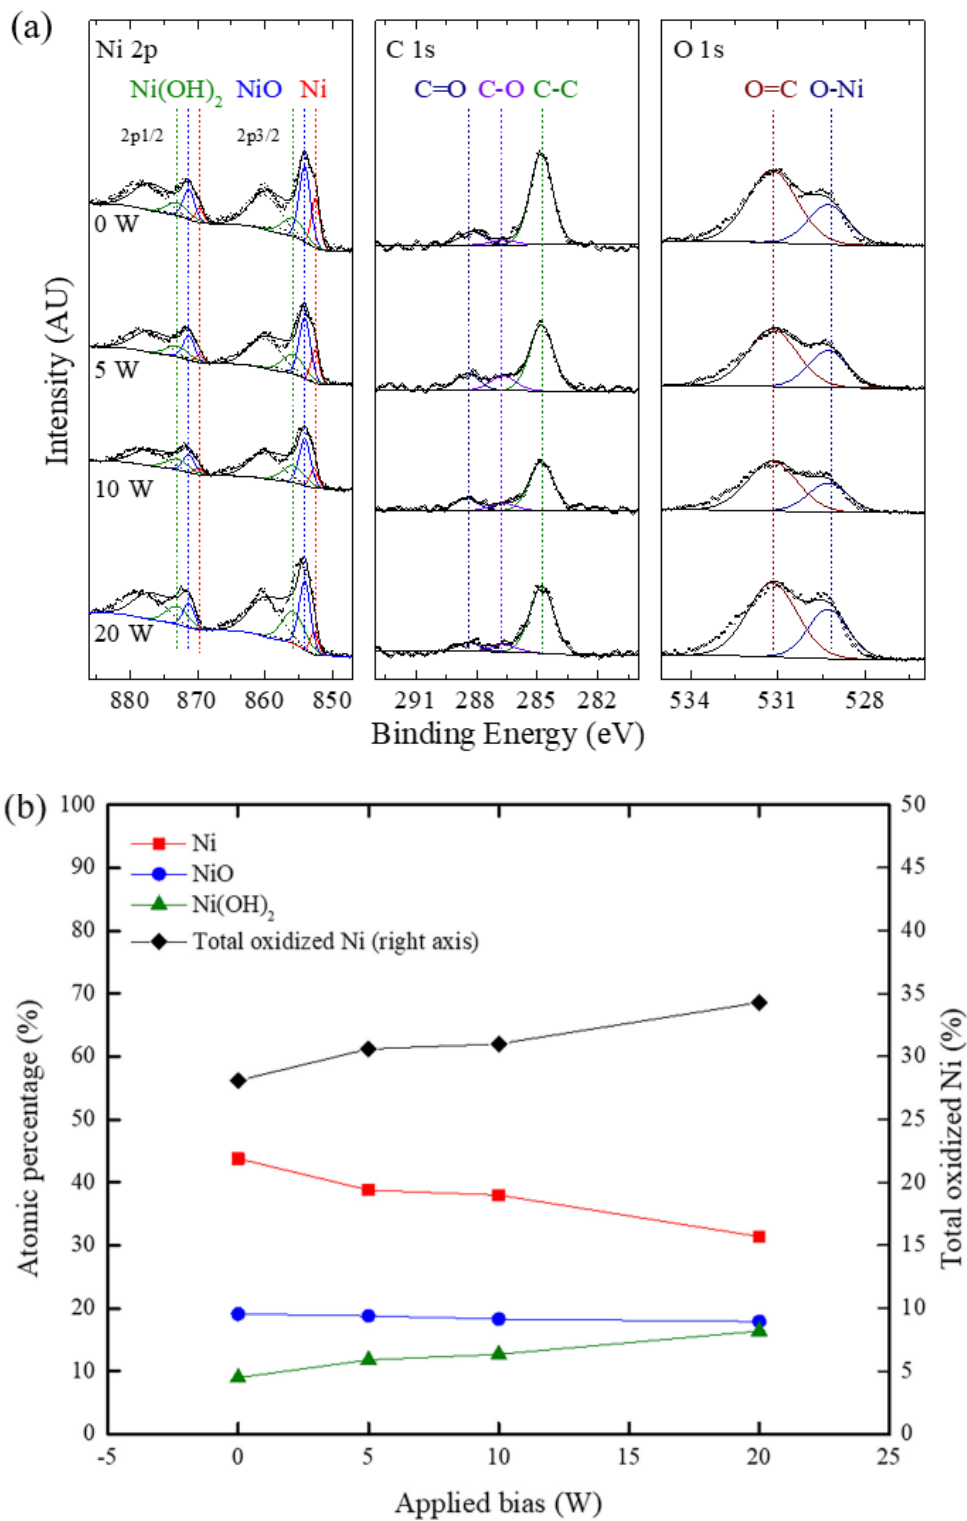 (a)
Ni 2p
C 1s
O 1s
Ni(OH)2 NiO Ni
C=O C-O C-C
O=C O-Ni
2p1/2
2p3/2
0 W
5 W
10 W
20 W
Intensity (AU)
880 870 860 850
291 288 285 282
534 531 528
Binding Energy (eV)
(b)
100
90
80
70
60
50
40
30
20
10
0
Atomic percentage (%)
Ni
NiO
Ni(OH)2
Total oxidized Ni (right axis)
50
45
40
35
30
25
20
15
10
5
0
Total oxidized Ni (%)
-5 0 5 10 15 20 25
Applied bias (W)